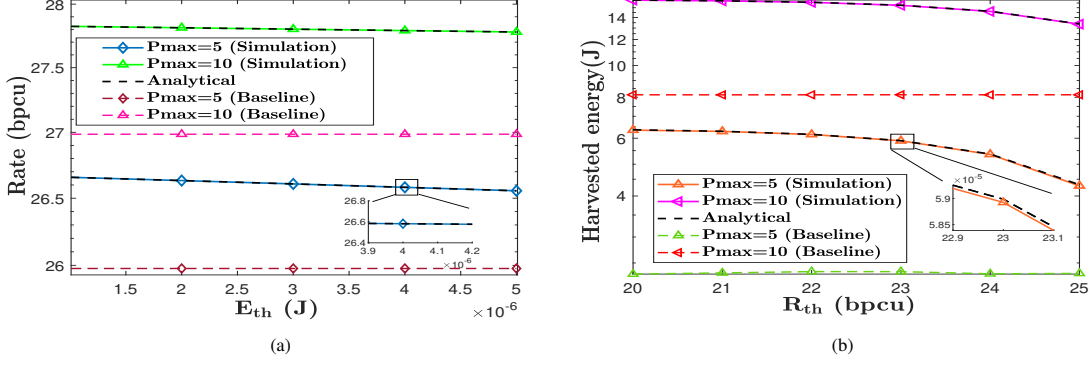 28
27.5
27
26.5
26
Rate (bpcu)
Pmax=5 (Simulation)
Pmax=10 (Simulation)
Analytical
Pmax=5 (Baseline)
Pmax=10 (Baseline)
26.8
26.6
26.4
3.9 4 4.1 4.2
×10-6
1.5 2 2.5 3 3.5 4 4.5 5
Eth (J)
×10-6
(a)
14
12
10
8
6
4
Harvested energy(J)
Pmax=5 (Simulation)
Pmax=10 (Simulation)
Analytical
Pmax=5 (Baseline)
Pmax=10 (Baseline)
×10-5
5.9
5.85
22.9 23 23.1
20 21 22 23 24 25
Rth (bpcu)
(b)